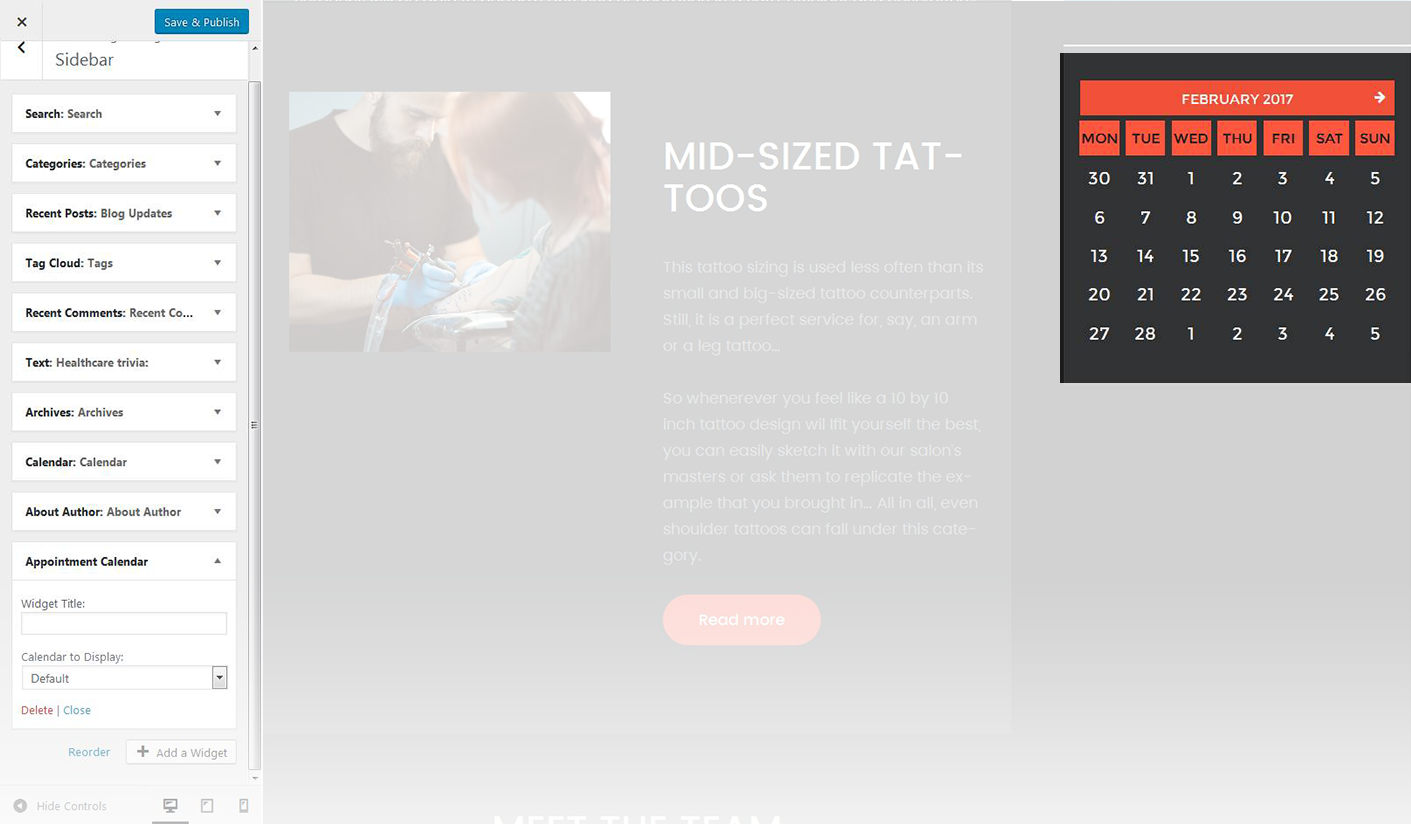 Save & Publish
Sidebar
Search: Search
Categories: Categories
Recent Posts: Blog Updates
Tag Cloud: Tags
Recent Comments: Recent Co...
Text: Healthcare trivia:
Archives: Archives
Calendar: Calendar
About Author: About Author
Appointment Calendar
Widget Title:
Calendar to Display:
Default
Delete | Close
Reorder
Add a Widget
Hide Controls
MID-SIZED TAT-
TOOS
This tattoo sizing is used less often than its
small and big-sized tattoo counterparts.
Still, it is a perfect service for, say, an arm
or a leg tattoo...
So whenerever you feel like a 10 by 10
inch tattoo design wil lfit yourself the best,
you can easily sketch it with our salon's
masters or ask them to replicate the ex-
ample that you brought in... All in all, even
shoulder tattoos can fall under this cate-
gory.
Read more
MEET THE TEAM
FEBRUARY 2017
MON TUE WED THU FRI SAT SUN
30 31 1 2 3 4 5
6 7 8 9 10 11 12
13 14 15 16 17 18 19
20 21 22 23 24 25 26
27 28 1 2 3 4 5